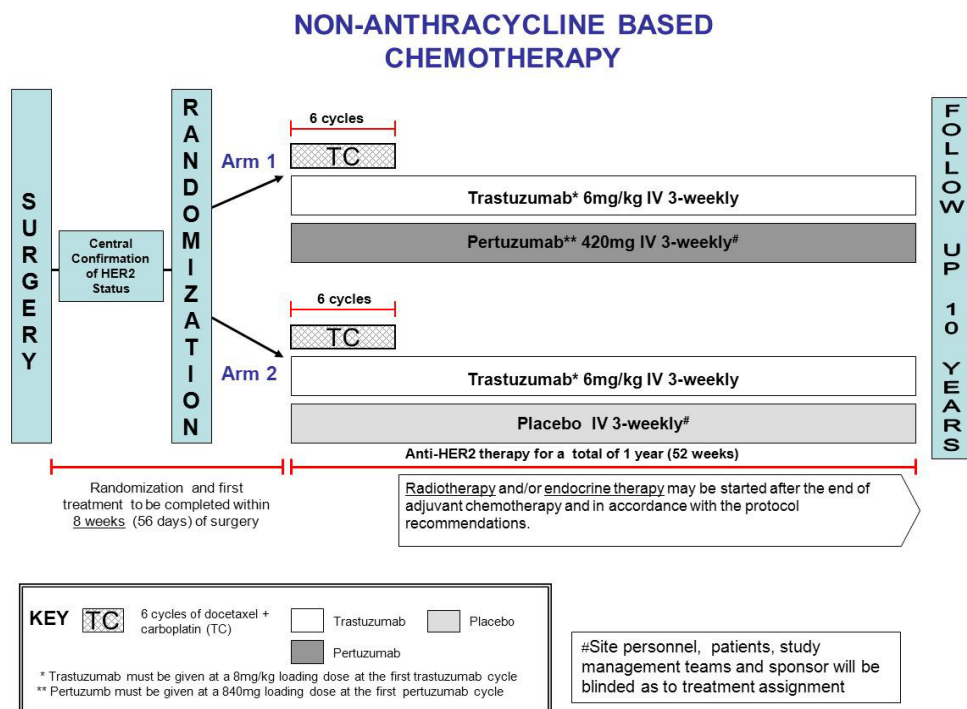 NON-ANTHRACYCLINE BASED
CHEMOTHERAPY
SURGERY
Central
Confirmation
of HER2
Status
RANDOMIZATION
Arm 1
6 cycles
TC
Trastuzumab* 6mg/kg IV 3-weekly
Pertuzumab** 420mg IV 3-weekly#
Arm 2
6 cycles
TC
Trastuzumab* 6mg/kg IV 3-weekly
Placebo IV 3-weekly#
FOLLOW UP 10 YEARS
Anti-HER2 therapy for a total of 1 year (52 weeks)
Randomization and first
treatment to be completed within
8 weeks (56 days) of surgery
Radiotherapy and/or endocrine therapy may be started after the end of
adjuvant chemotherapy and in accordance with the protocol
recommendations.
KEY
TC
6 cycles of docetaxel +
carboplatin (TC)
Trastuzumab
Placebo
Pertuzumab
* Trastuzumab must be given at a 8mg/kg loading dose at the first trastuzumab cycle
** Pertuzumb must be given at a 840mg loading dose at the first pertuzumab cycle
#Site personnel, patients, study
management teams and sponsor will be
blinded as to treatment assignment